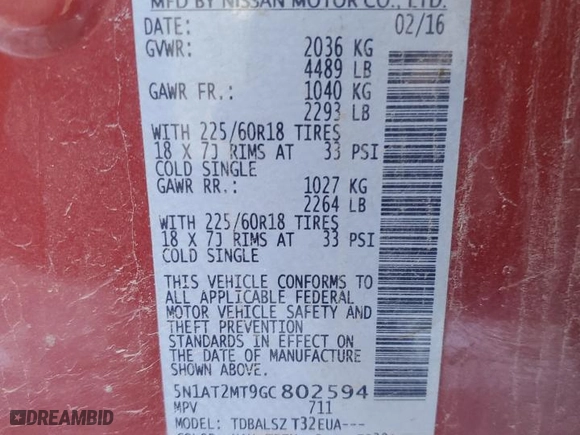 MFD BY NISSAN MOTOR CO., LTD.
DATE: 02/16
GVWR: 2036 KG
4489 LB
GAWR FR.: 1040 KG
2293 LB
WITH 225/60R18 TIRES
18 X 7J RIMS AT 33 PSI
COLD SINGLE
GAWR RR.: 1027 KG
2264 LB
WITH 225/60R18 TIRES
18 X 7J RIMS AT 33 PSI
COLD SINGLE
THIS VEHICLE CONFORMS TO
ALL APPLICABLE FEDERAL
MOTOR VEHICLE SAFETY AND
THEFT PREVENTION
STANDARDS IN EFFECT ON
THE DATE OF MANUFACTURE
SHOWN ABOVE.
5N1AT2MT9GC802594
MPV 711
MODEL: TDBALSZ T32EUA---
AMERICAN AUTO AUCTIONS